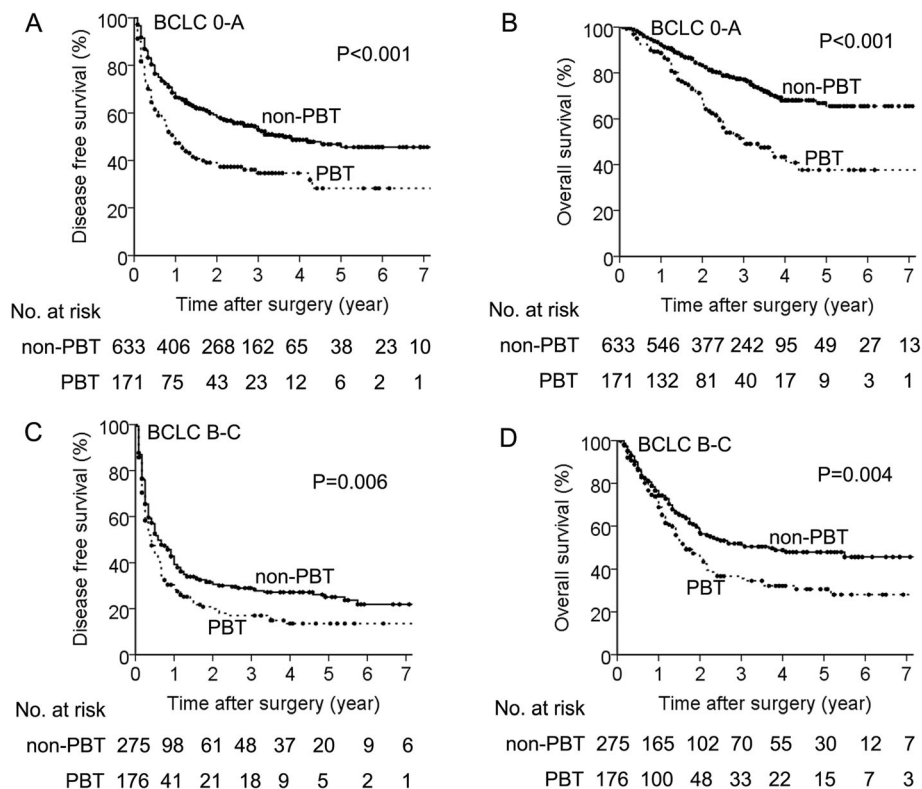 A
BCLC 0-A
P<0.001
non-PBT
PBT
Disease free survival (%)
100
80
60
40
20
0
0 1 2 3 4 5 6 7
Time after surgery (year)
No. at risk
non-PBT 633 406 268 162 65 38 23 10
PBT 171 75 43 23 12 6 2 1
B
BCLC 0-A
P<0.001
non-PBT
PBT
Overall survival (%)
100
80
60
40
20
0
0 1 2 3 4 5 6 7
Time after surgery (year)
No. at risk
non-PBT 633 546 377 242 95 49 27 13
PBT 171 132 81 40 17 9 3 1
C
BCLC B-C
P=0.006
non-PBT
PBT
Disease free survival (%)
100
80
60
40
20
0
0 1 2 3 4 5 6 7
Time after surgery (year)
No. at risk
non-PBT 275 98 61 48 37 20 9 6
PBT 176 41 21 18 9 5 2 1
D
BCLC B-C
P=0.004
non-PBT
PBT
Overall survival (%)
100
80
60
40
20
0
0 1 2 3 4 5 6 7
Time after surgery (year)
No. at risk
non-PBT 275 165 102 70 55 30 12 7
PBT 176 100 48 33 22 15 7 3